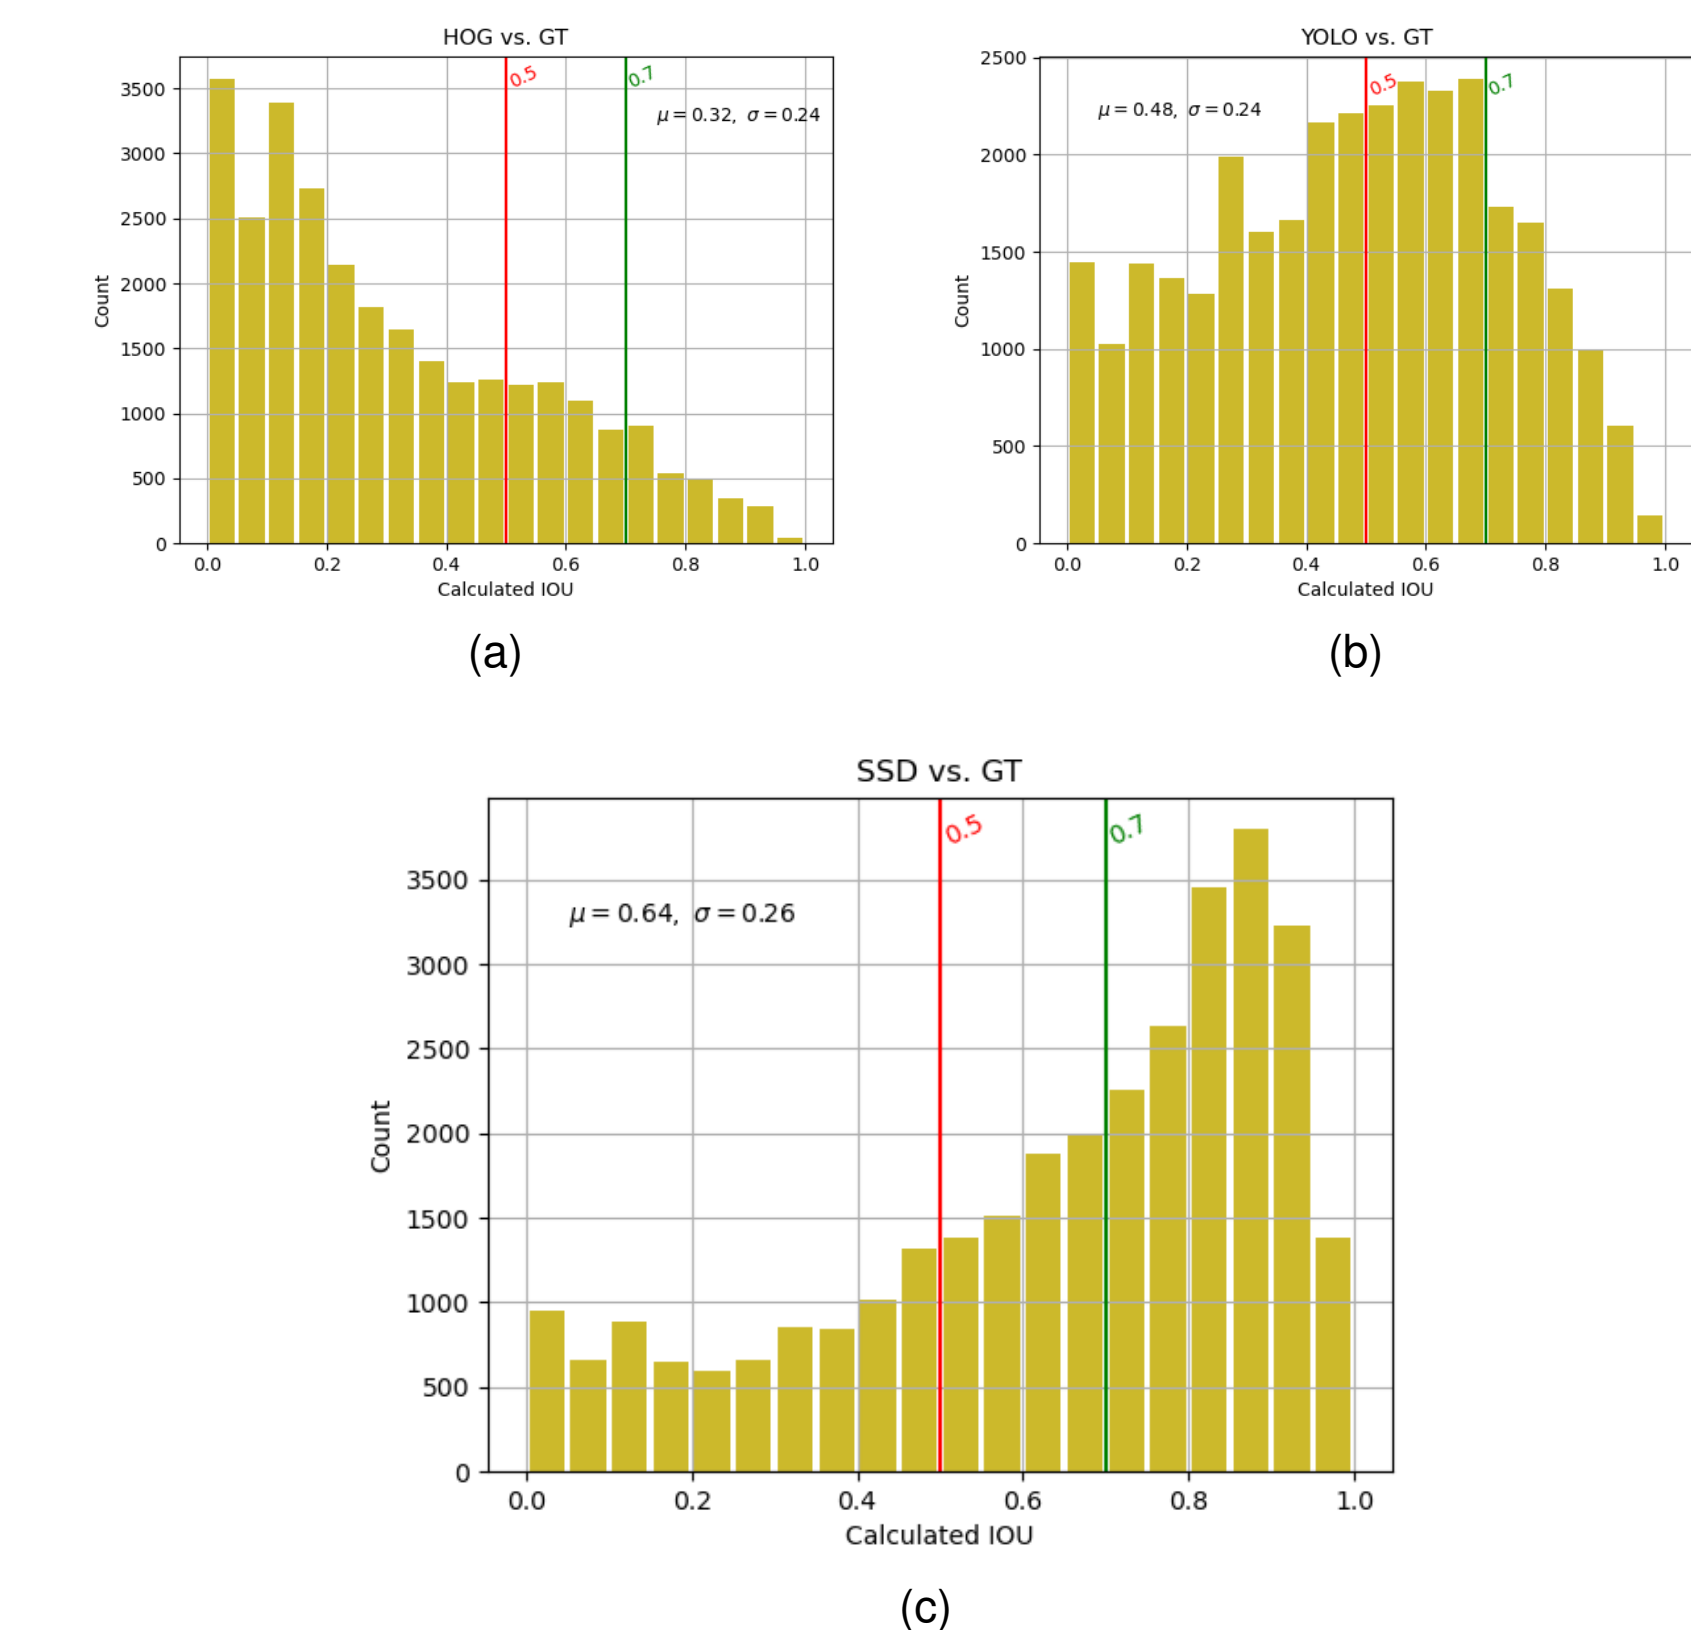 HOG vs. GT
3500
3000
2500
2000
1500
1000
500
0
Count
0.5
0.7
μ = 0.32, σ = 0.24
0.0 0.2 0.4 0.6 0.8 1.0
Calculated IOU
(a)
YOLO vs. GT
2500
2000
1500
1000
500
0
Count
0.5
0.7
μ = 0.48, σ = 0.24
0.0 0.2 0.4 0.6 0.8 1.0
Calculated IOU
(b)
SSD vs. GT
3500
3000
2500
2000
1500
1000
500
0
Count
0.5
0.7
μ = 0.64, σ = 0.26
0.0 0.2 0.4 0.6 0.8 1.0
Calculated IOU
(c)